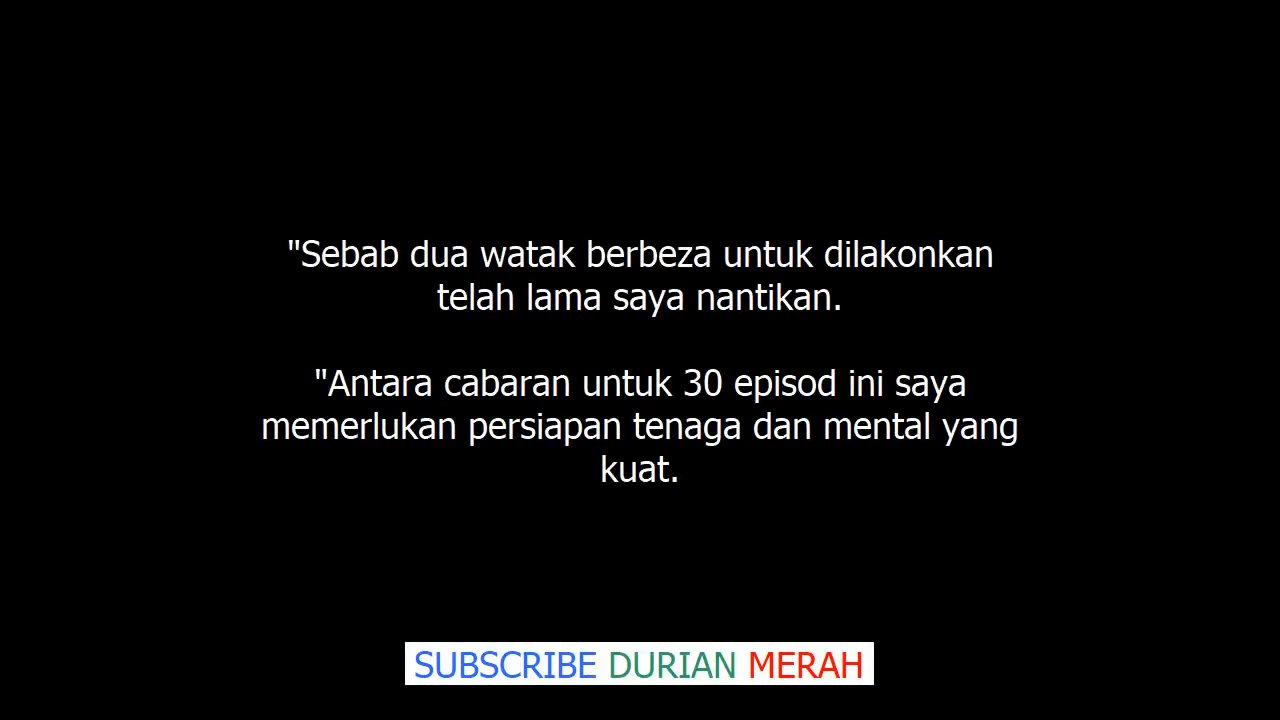 "Sebab dua watak berbeza untuk dilakonkan
telah lama saya nantikan.
"Antara cabaran untuk 30 episod ini saya
memerlukan persiapan tenaga dan mental yang
kuat.
SUBSCRIBE DURIAN MERAH